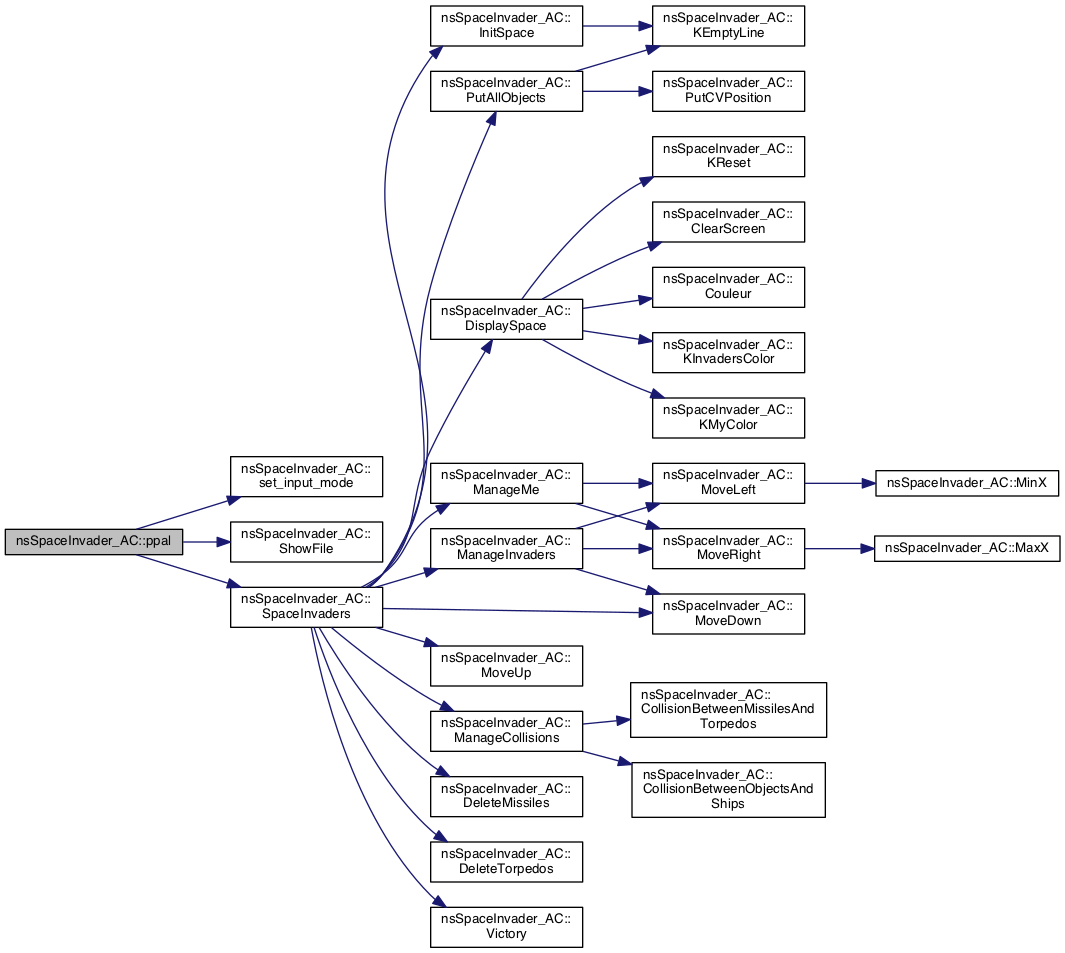 nsSpaceInvader_AC::ppal
nsSpaceInvader_AC::
set_input_mode
nsSpaceInvader_AC::
ShowFile
nsSpaceInvader_AC::
SpaceInvaders
nsSpaceInvader_AC::
InitSpace
nsSpaceInvader_AC::
PutAllObjects
nsSpaceInvader_AC::
DisplaySpace
nsSpaceInvader_AC::
ManageMe
nsSpaceInvader_AC::
ManageInvaders
nsSpaceInvader_AC::
MoveUp
nsSpaceInvader_AC::
ManageCollisions
nsSpaceInvader_AC::
DeleteMissiles
nsSpaceInvader_AC::
DeleteTorpedos
nsSpaceInvader_AC::
Victory
nsSpaceInvader_AC::
KEmptyLine
nsSpaceInvader_AC::
PutCVPosition
nsSpaceInvader_AC::
KReset
nsSpaceInvader_AC::
ClearScreen
nsSpaceInvader_AC::
Couleur
nsSpaceInvader_AC::
KInvadersColor
nsSpaceInvader_AC::
KMyColor
nsSpaceInvader_AC::
MoveLeft
nsSpaceInvader_AC::
MoveRight
nsSpaceInvader_AC::
MoveDown
nsSpaceInvader_AC::
CollisionBetweenMissilesAnd
Torpedos
nsSpaceInvader_AC::
CollisionBetweenObjectsAnd
Ships
nsSpaceInvader_AC::MinX
nsSpaceInvader_AC::MaxX